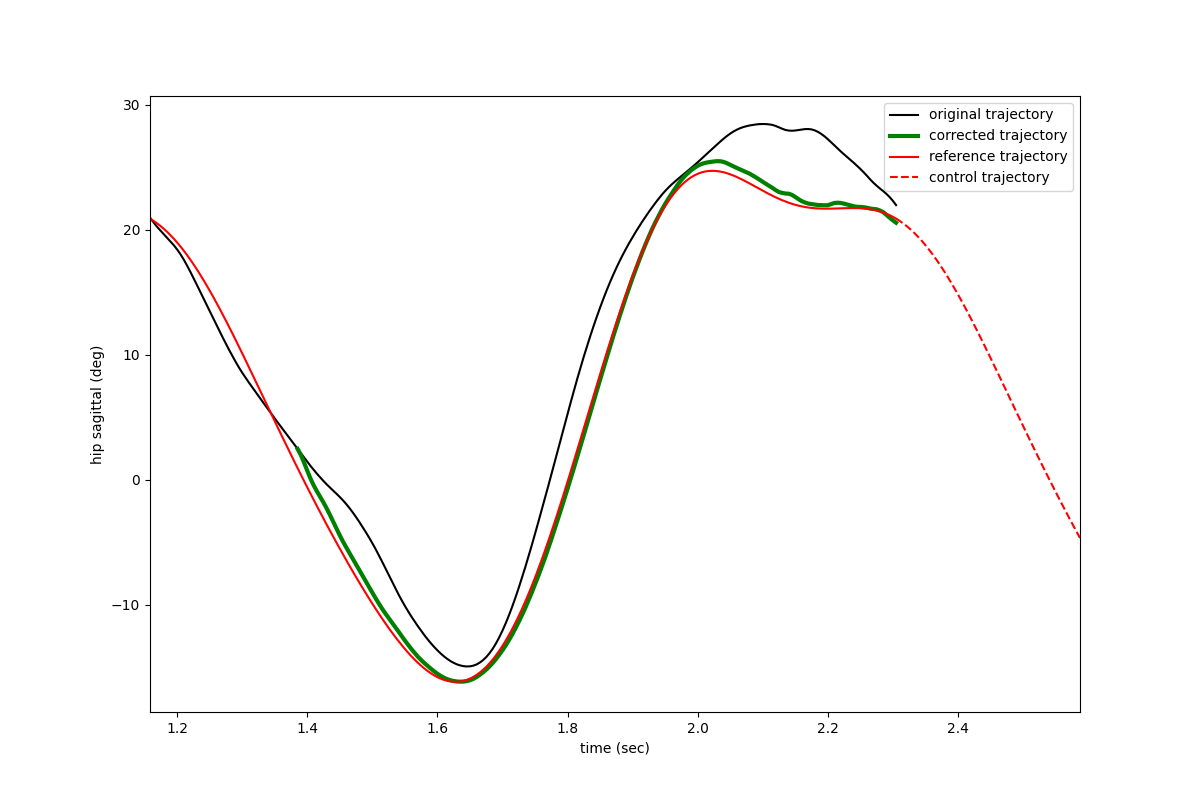 30
20
10
0
−10
hip sagittal (deg)
original trajectory
corrected trajectory
reference trajectory
control trajectory
1.2 1.4 1.6 1.8 2.0 2.2 2.4
time (sec)